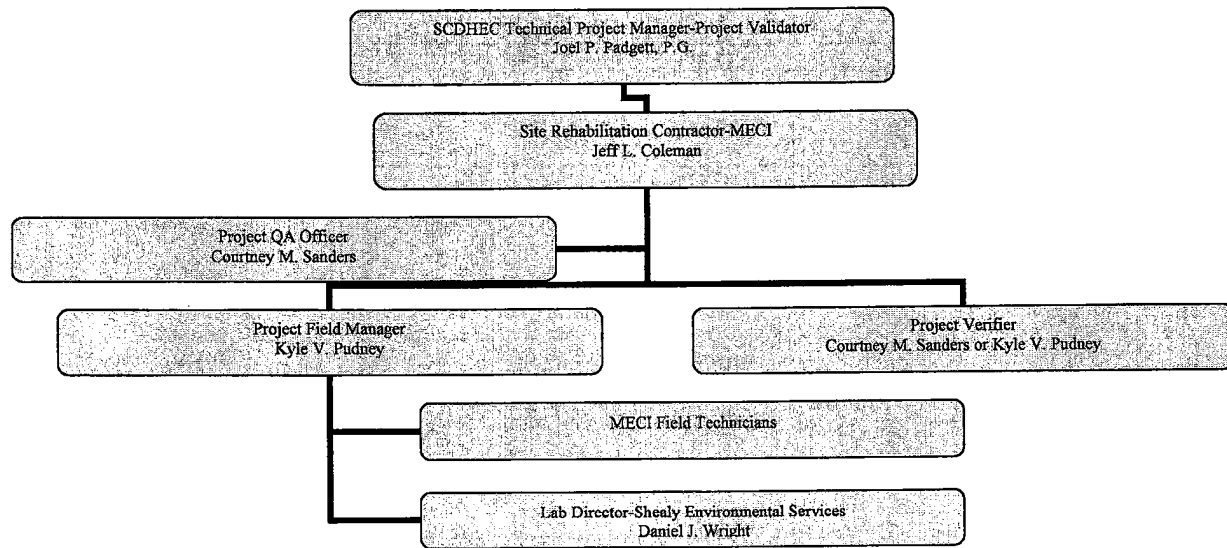 SCDHEC Technical Project Manager-Project Validator
Joel P. Padgett, P.G.
Site Rehabilitation Contractor-MECI
Jeff L. Coleman
Project QA Officer
Courtney M. Sanders
Project Field Manager
Kyle V. Pudney
Project Verifier
Courtney M. Sanders or Kyle V. Pudney
MECI Field Technicians
Lab Director-Shealy Environmental Services
Daniel J. Wright